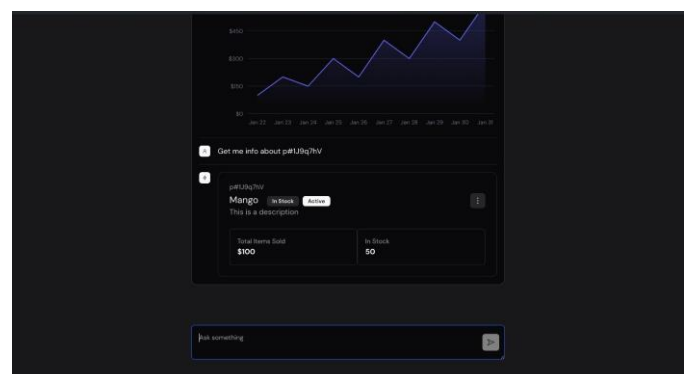 $450
$300
$150
$0
Jan 22 Jan 23 Jan 24 Jan 25 Jan 26 Jan 27 Jan 28 Jan 29 Jan 30 Jan 31
A Get me info about p#1J9q7hV
p#1J9q7hV
Mango In Stock Active
This is a description
Total Items Sold In Stock
$100 50
Ask something